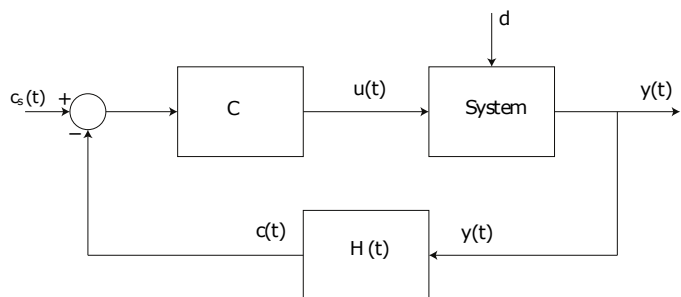 d
cₛ(t)
+
−
C
u(t)
System
y(t)
c(t)
H(t)
y(t)